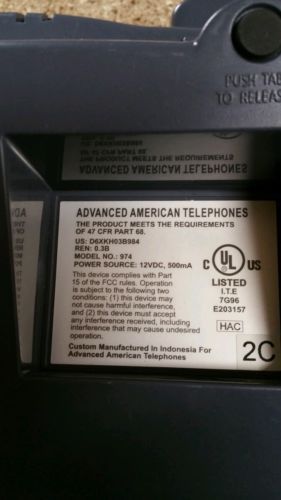 PUSH TAB
TO RELEAS
ADVANCED AMERICAN TELEPHONES
THE PRODUCT MEETS THE REQUIREMENTS
OF 47 CFR PART 68.
US: D6XKH03B984
REN: 0.3B
MODEL NO.: 974
POWER SOURCE: 12VDC, 500mA
This device complies with Part
15 of the FCC rules. Operation
is subject to the following two
conditions: (1) this device may
not cause harmful interference,
and (2) this device must accept
any interference received, including
interference that may cause undesired
operation.
Custom Manufactured in Indonesia For
Advanced American Telephones
C UL US
LISTED
I.T.E
7G96
E203157
HAC
2C